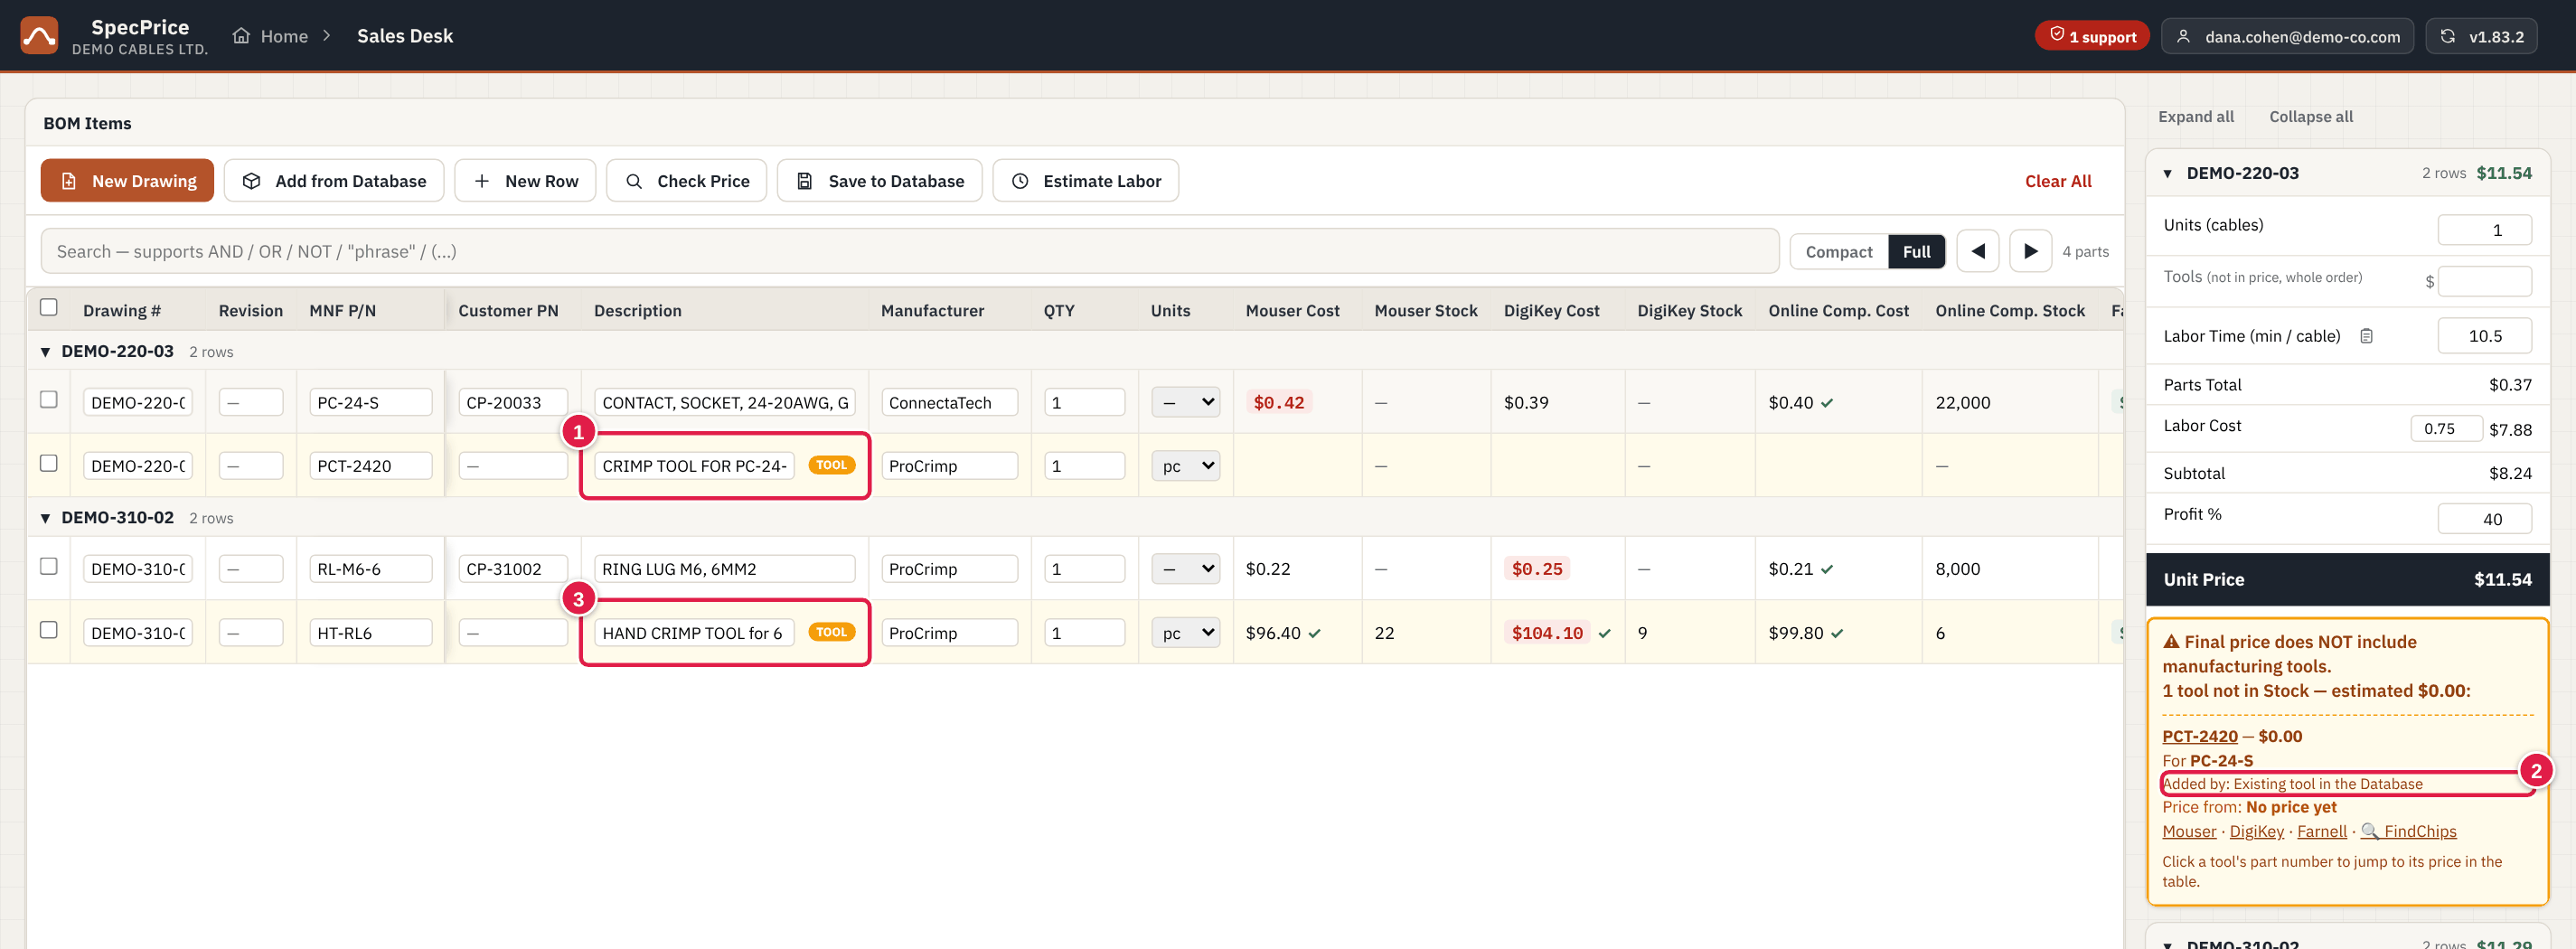 SpecPrice
DEMO CABLES LTD.
Home > Sales Desk
1 support
dana.cohen@demo-co.com
v1.83.2
BOM Items
New Drawing
Add from Database
New Row
Check Price
Save to Database
Estimate Labor
Clear All
Search — supports AND / OR / NOT / "phrase" / (...)
Compact Full ◀ ▶ 4 parts
Drawing # Revision MNF P/N Customer PN Description Manufacturer QTY Units Mouser Cost Mouser Stock DigiKey Cost DigiKey Stock Online Comp. Cost Online Comp. Stock
▼ DEMO-220-03 2 rows
DEMO-220-0 — PC-24-S CP-20033 CONTACT, SOCKET, 24-20AWG, G ConnectaTech 1 — $0.42 — $0.39 — $0.40 ✓ 22,000
1
DEMO-220-0 — PCT-2420 — CRIMP TOOL FOR PC-24- TOOL ProCrimp 1 pc — — —
▼ DEMO-310-02 2 rows
DEMO-310-0 — RL-M6-6 CP-31002 RING LUG M6, 6MM2 ProCrimp 1 — $0.22 — $0.25 — $0.21 ✓ 8,000
3
DEMO-310-0 — HT-RL6 — HAND CRIMP TOOL for 6 TOOL ProCrimp 1 pc $96.40 ✓ 22 $104.10 ✓ 9 $99.80 ✓ 6
Expand all Collapse all
▼ DEMO-220-03 2 rows $11.54
Units (cables) 1
Tools (not in price, whole order) $
Labor Time (min / cable) 10.5
Parts Total $0.37
Labor Cost 0.75 $7.88
Subtotal $8.24
Profit % 40
Unit Price $11.54
⚠ Final price does NOT include
manufacturing tools.
1 tool not in Stock — estimated $0.00:
PCT-2420 — $0.00
For PC-24-S
2
Added by: Existing tool in the Database
Price from: No price yet
Mouser · DigiKey · Farnell · 🔍 FindChips
Click a tool's part number to jump to its price in the
table.
▼ DEMO-310-02 2 rows $11.29